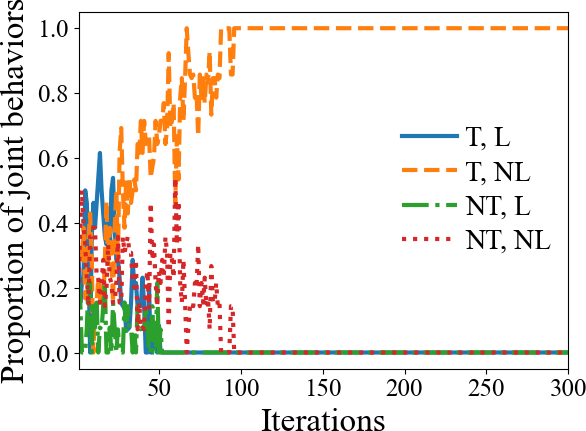 Proportion of joint behaviors
1.0
0.8
0.6
0.4
0.2
0.0
T, L
T, NL
NT, L
NT, NL
50 100 150 200 250 300
Iterations